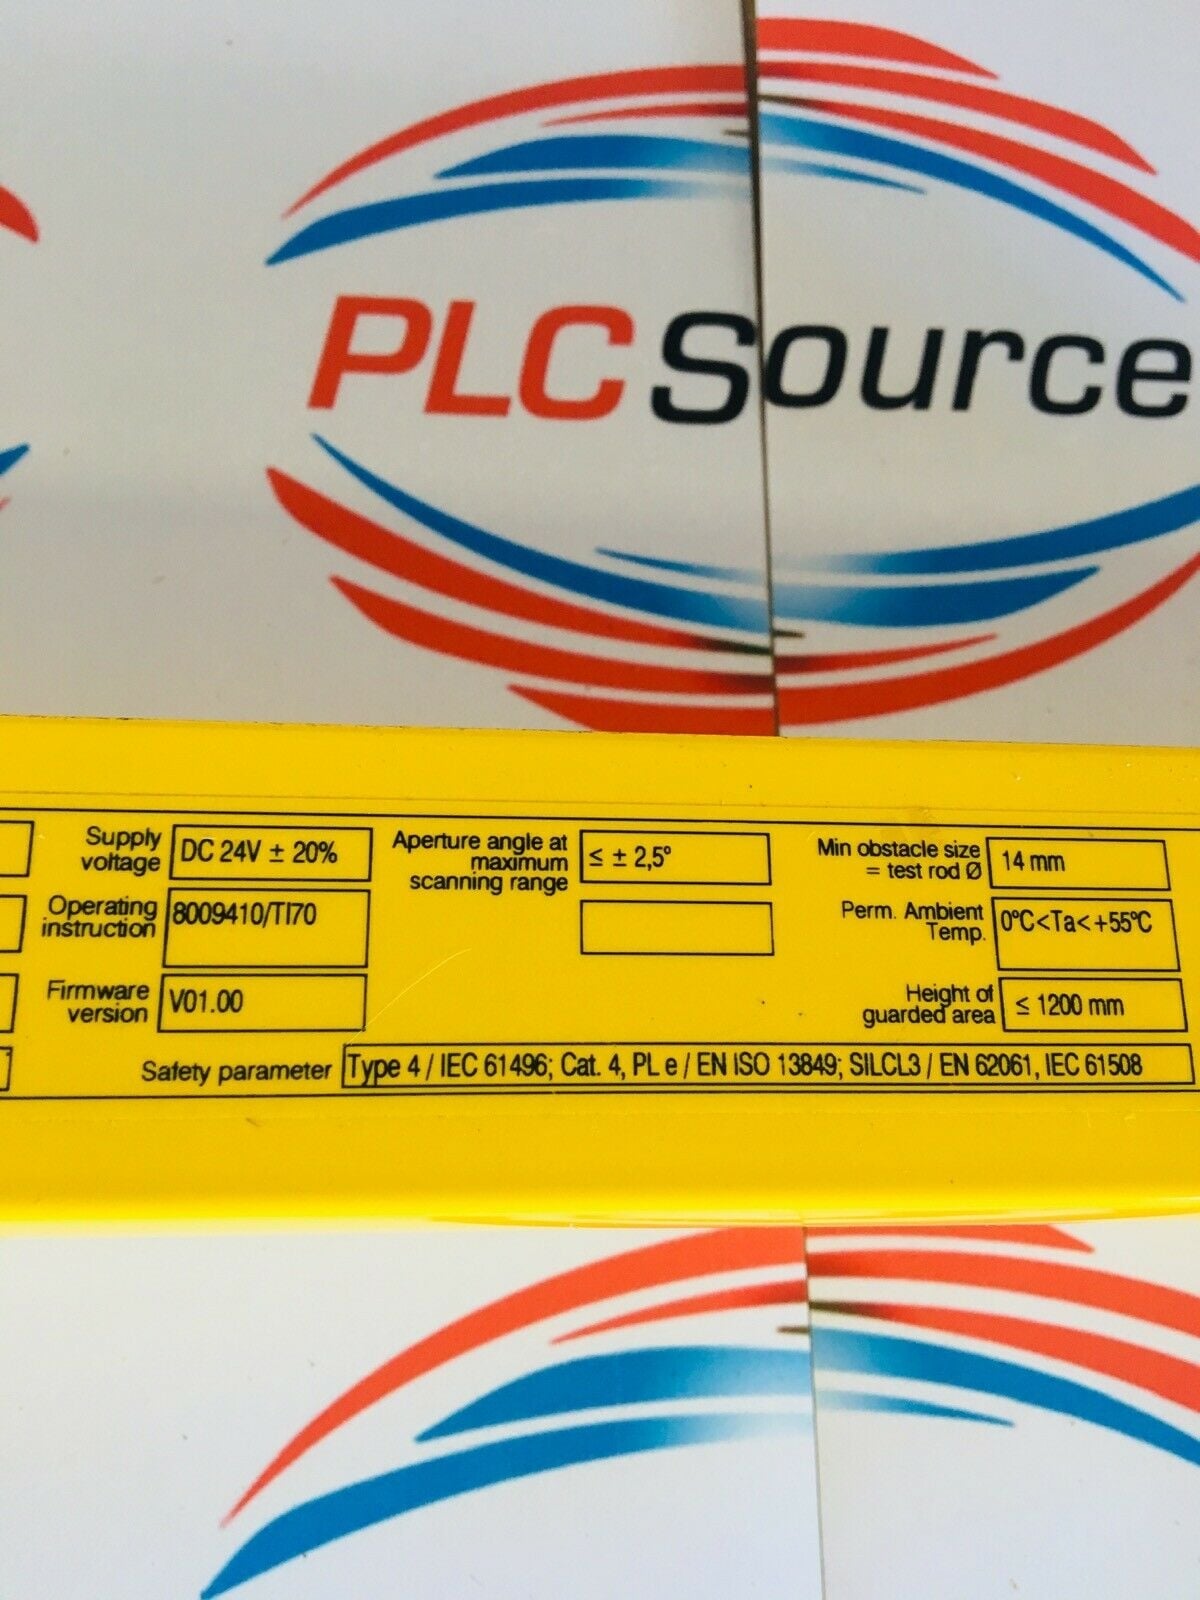 PLC Source
Supply voltage DC 24V ± 20%
Aperture angle at maximum scanning range ≤ ± 2,5°
Min obstacle size = test rod Ø 14 mm
Operating instruction 8009410/TI70
Perm. Ambient Temp. 0°C<Ta<+55°C
Firmware version V01.00
Height of guarded area ≤ 1200 mm
Safety parameter Type 4 / IEC 61496; Cat. 4, PL e / EN ISO 13849; SILCL3 / EN 62061, IEC 61508